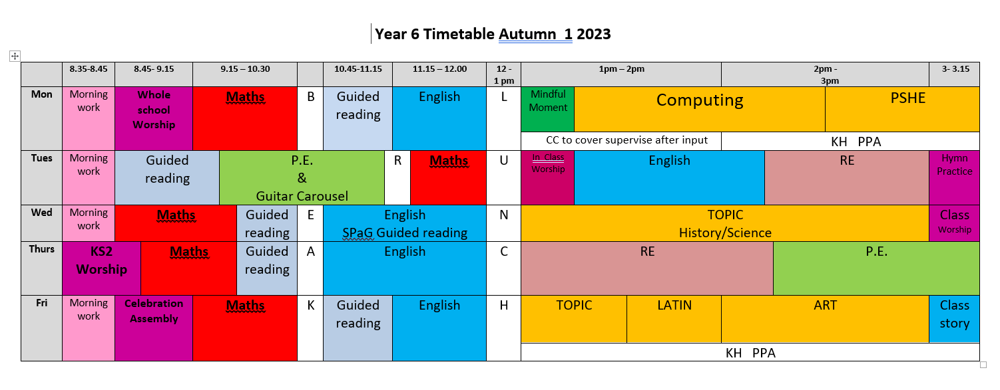 Year 6 Timetable Autumn 1 2023
8.35-8.45 8.45- 9.15 9.15 – 10.30 10.45-11.15 11.15 – 12.00 12 - 1pm – 2pm 2pm - 3- 3.15
1 pm 3pm
Mon Morning Whole Maths B Guided English L Mindful Computing PSHE
work school reading Moment
Worship
CC to cover supervise after input KH PPA
Tues Morning Guided P.E. R Maths U In Class English RE Hymn
work reading & Worship Practice
Guitar Carousel
Wed Morning Maths Guided E English N TOPIC Class
work reading SPaG Guided reading History/Science Worship
Thurs KS2 Maths Guided A English C RE P.E.
Worship reading
Fri Morning Celebration Maths K Guided English H TOPIC LATIN ART Class
work Assembly reading story
KH PPA